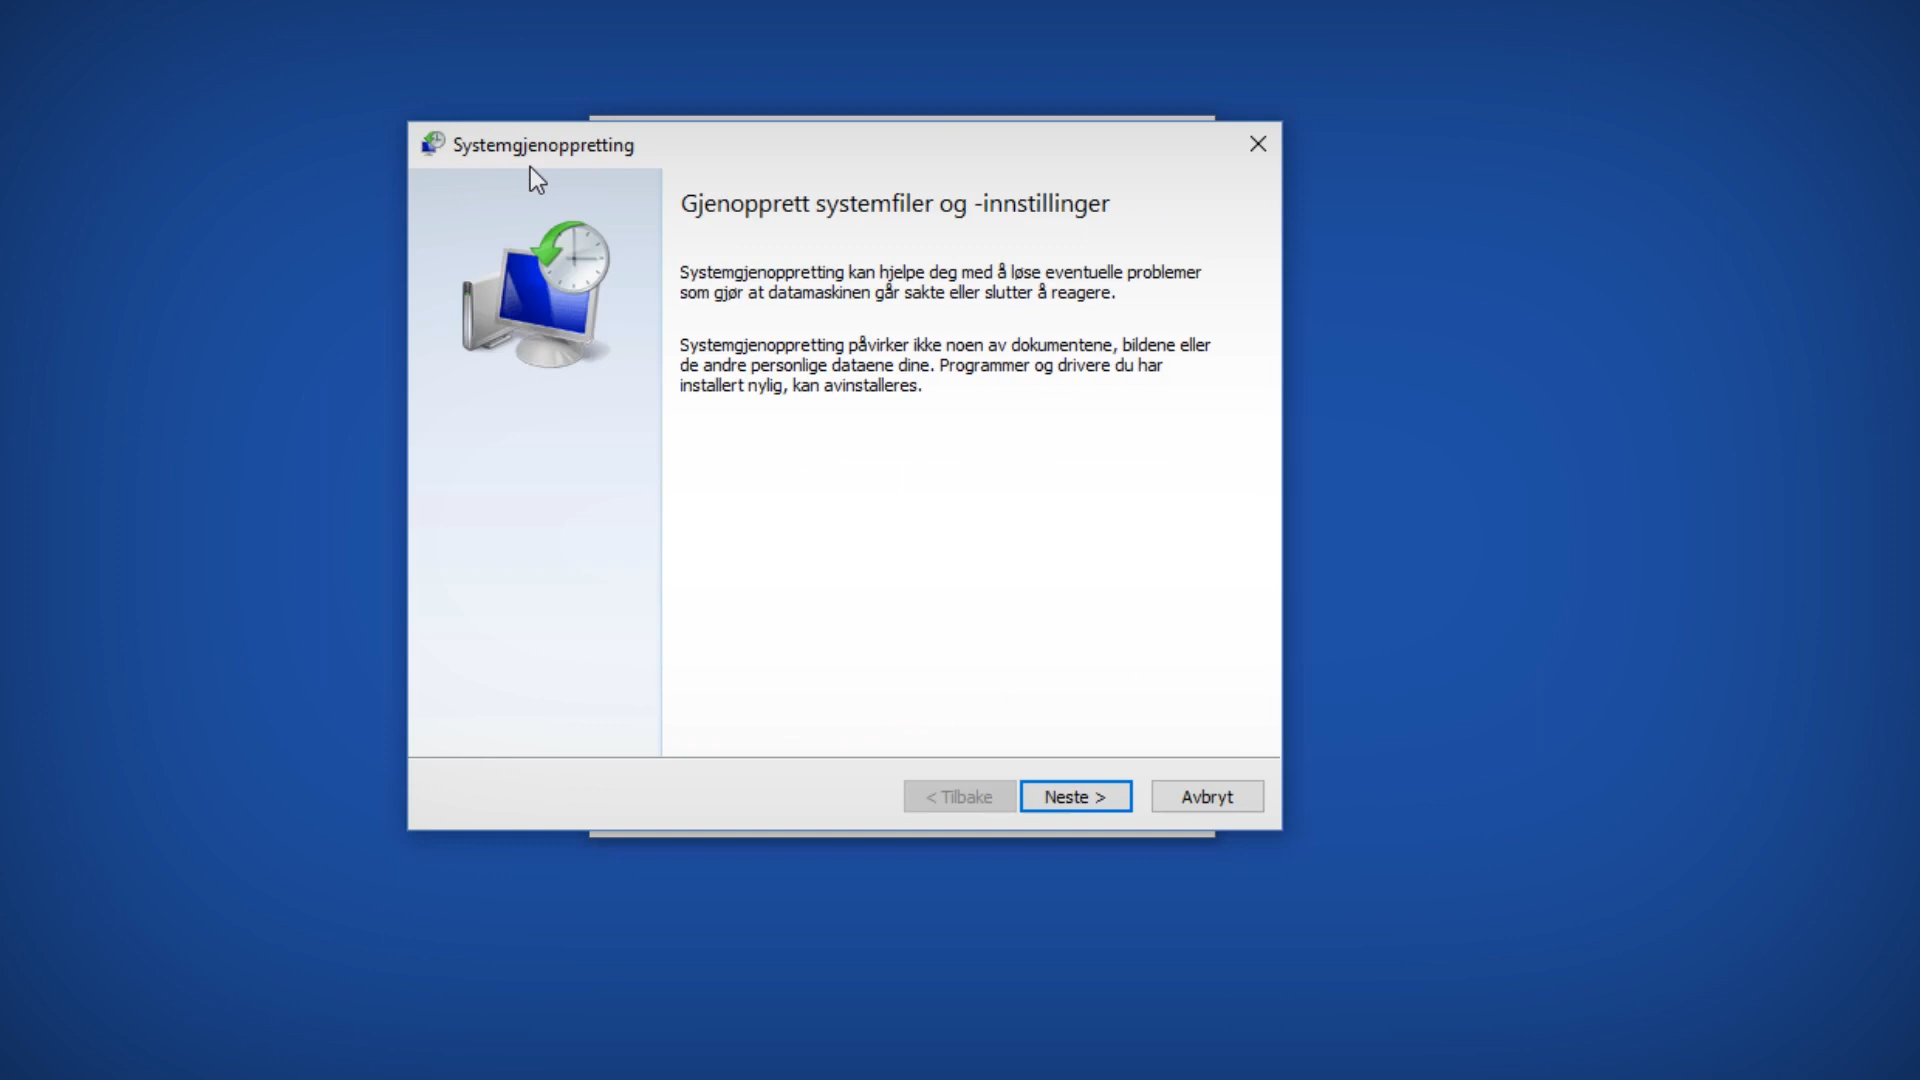 Systemgjenoppretting
Gjenopprett systemfiler og -innstillinger
Systemgjenoppretting kan hjelpe deg med å løse eventuelle problemer
som gjør at datamaskinen går sakte eller slutter å reagere.
Systemgjenoppretting påvirker ikke noen av dokumentene, bildene eller
de andre personlige dataene dine. Programmer og drivere du har
installert nylig, kan avinstalleres.
< Tilbake
Neste >
Avbryt